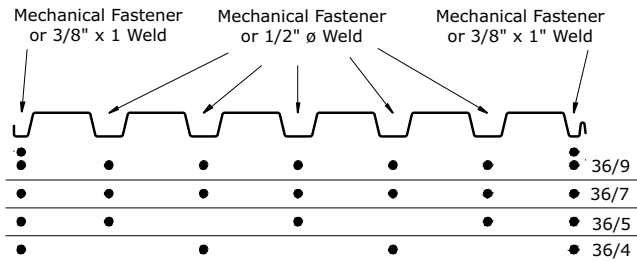 Mechanical Fastener
or 3/8" x 1 Weld
Mechanical Fastener
or 1/2" ø Weld
Mechanical Fastener
or 3/8" x 1" Weld
36/9
36/7
36/5
36/4